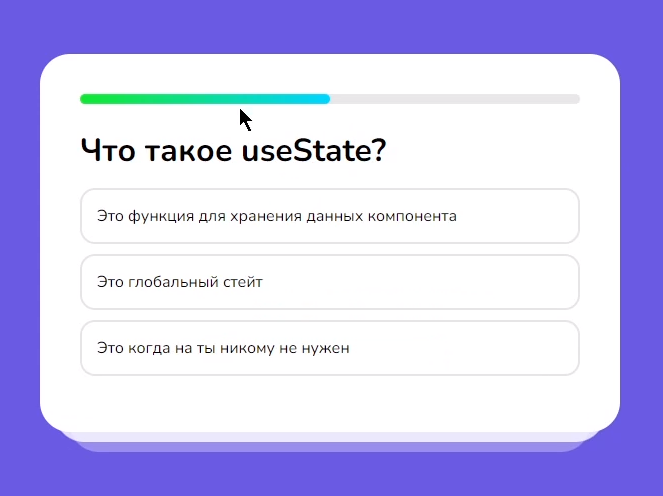 Что такое useState?
Это функция для хранения данных компонента
Это глобальный стейт
Это когда на ты никому не нужен